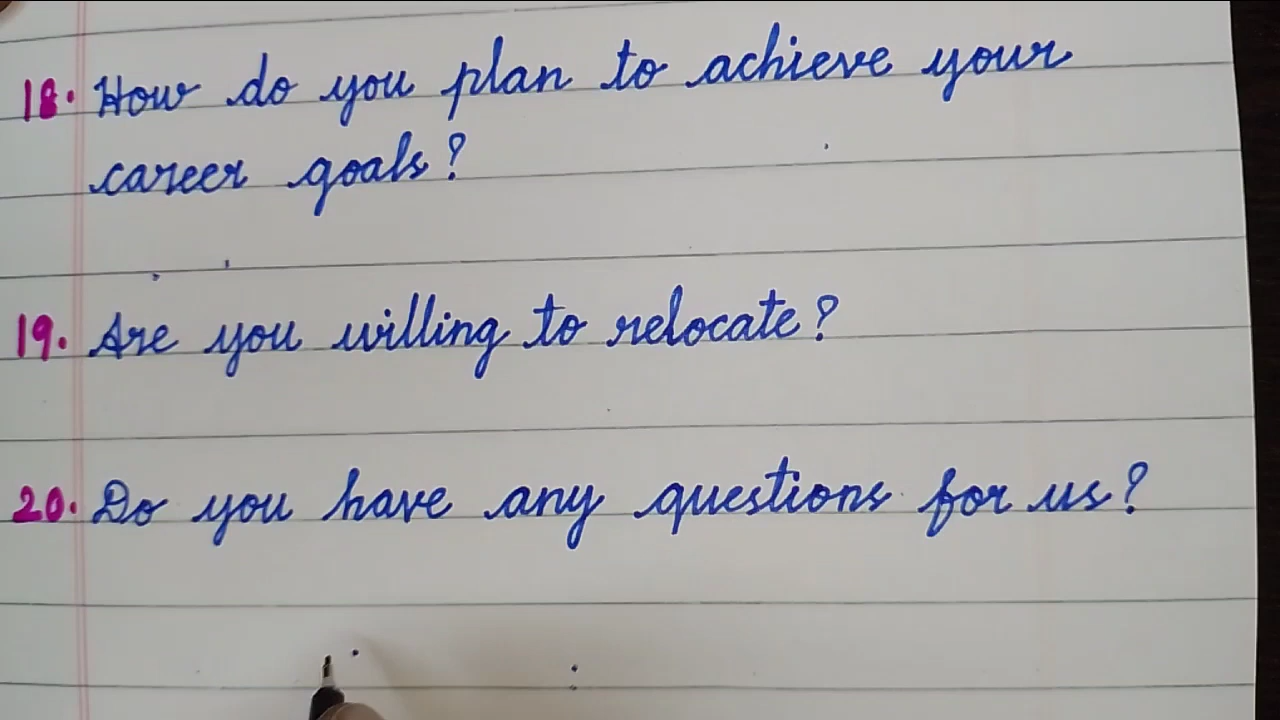 18. How do you plan to achieve your
career goals?
19. Are you willing to relocate?
20. Do you have any questions for us?